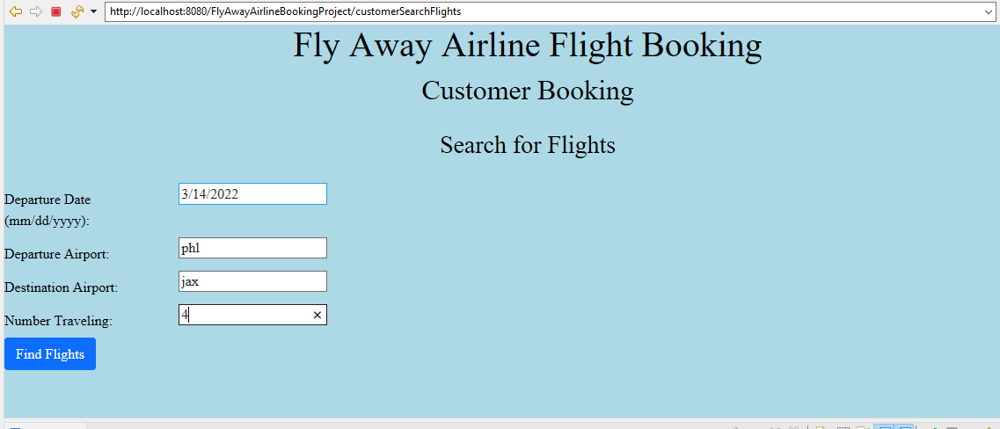 http://localhost:8080/FlyAwayAirlineBookingProject/customerSearchFlights
Fly Away Airline Flight Booking
Customer Booking
Search for Flights
Departure Date
(mm/dd/yyyy):
3/14/2022
Departure Airport:
phl
Destination Airport:
jax
Number Traveling:
4
Find Flights